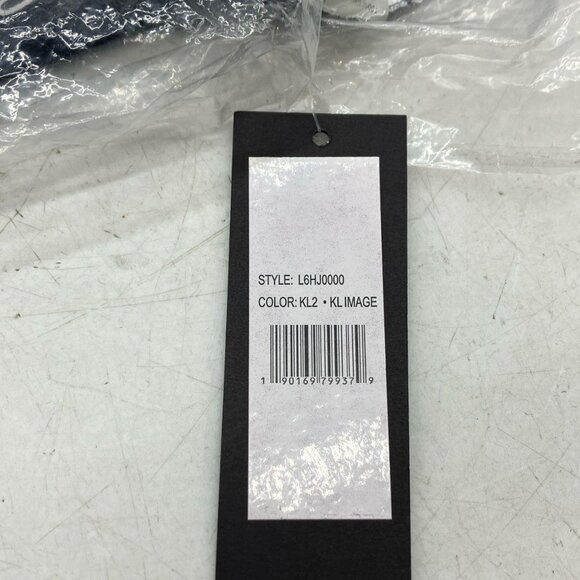 STYLE: L6HJ0000
COLOR: KL2 • KL IMAGE
1 90169 79937 9